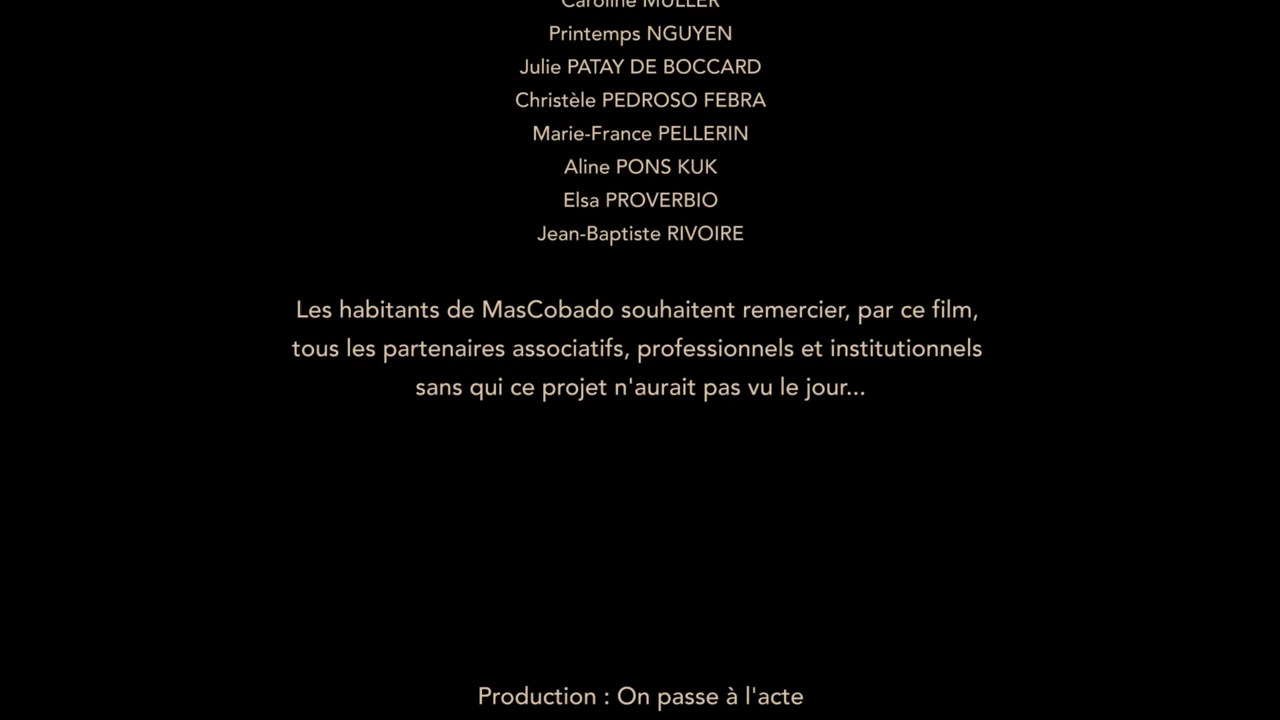 Caroline MULLER
Printemps NGUYEN
Julie PATAY DE BOCCARD
Christèle PEDROSO FEBRA
Marie-France PELLERIN
Aline PONS KUK
Elsa PROVERBIO
Jean-Baptiste RIVOIRE
Les habitants de MasCobado souhaitent remercier, par ce film,
tous les partenaires associatifs, professionnels et institutionnels
sans qui ce projet n'aurait pas vu le jour...
Production : On passe à l'acte